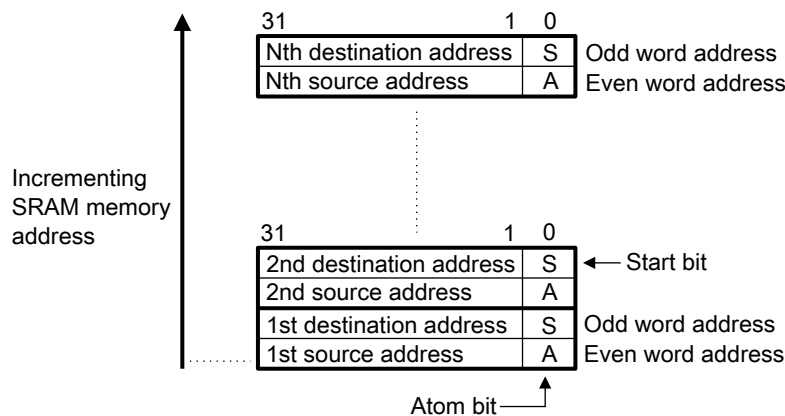 31 1 0
Nth destination address S Odd word address
Nth source address A Even word address
Incrementing
SRAM memory
address
31 1 0
2nd destination address S Start bit
2nd source address A
1st destination address S Odd word address
1st source address A Even word address
Atom bit